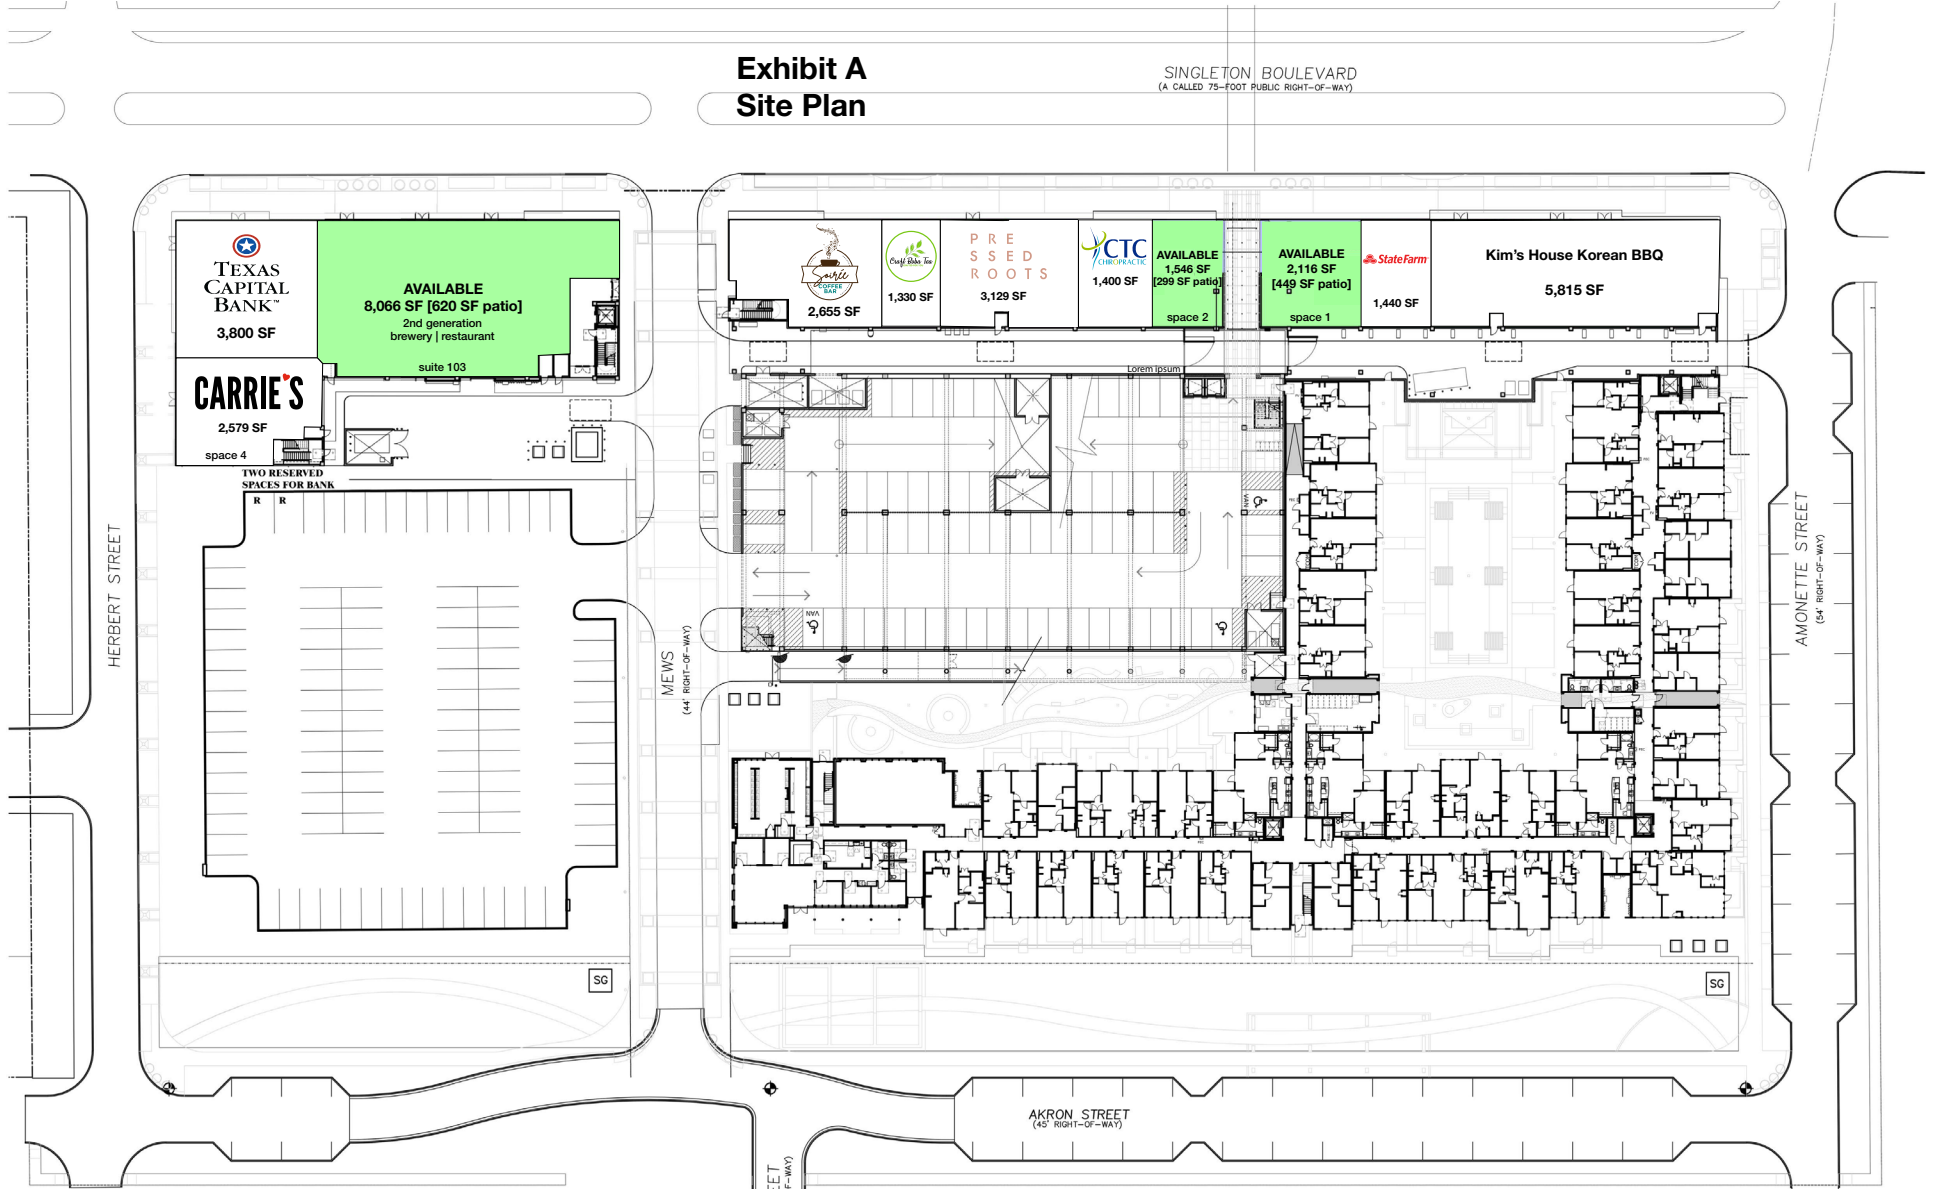 Exhibit A
Site Plan
SINGLETON BOULEVARD
(A CALLED 75-FOOT PUBLIC RIGHT-OF-WAY)
TEXAS
CAPITAL
BANK™
3,800 SF
AVAILABLE
8,066 SF [620 SF patio]
2nd generation
brewery | restaurant
suite 103
CARRIE'S
2,579 SF
space 4
TWO RESERVED
SPACES FOR BANK
R R
Soirée
COFFEE
BAR
2,655 SF
Craft Boba Tea
1,330 SF
PRE
SSED
ROOTS
3,129 SF
CTC
CHIROPRACTIC
1,400 SF
AVAILABLE
1,546 SF
[299 SF patio]
space 2
AVAILABLE
2,116 SF
[449 SF patio]
space 1
StateFarm
1,440 SF
Kim's House Korean BBQ
5,815 SF
Lorem ipsum
VAN
VAN
HERBERT STREET
MEWS
(44' RIGHT-OF-WAY)
AMONETTE STREET
(54' RIGHT-OF-WAY)
SG
SG
AKRON STREET
(45' RIGHT-OF-WAY)